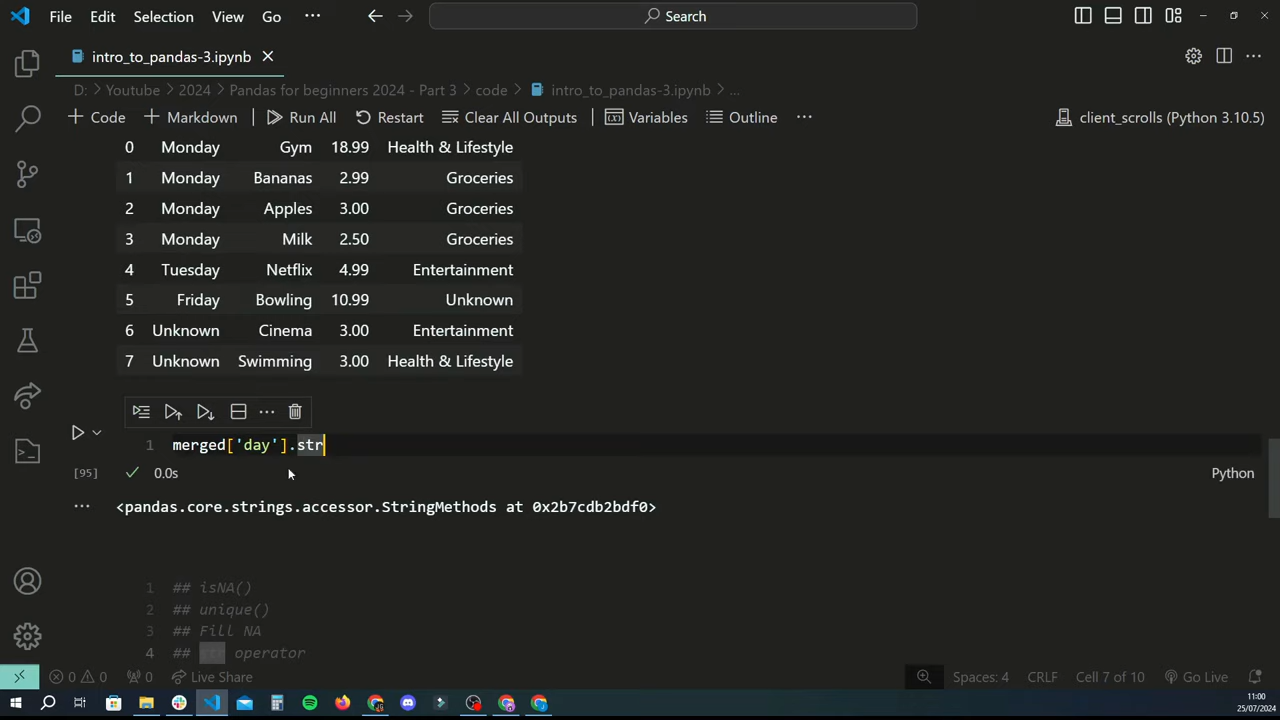 File Edit Selection View Go ··· Search
intro_to_pandas-3.ipynb
D: > Youtube > 2024 > Pandas for beginners 2024 - Part 3 > code > intro_to_pandas-3.ipynb > ...
+ Code + Markdown Run All Restart Clear All Outputs Variables Outline ··· client_scrolls (Python 3.10.5)
0 Monday Gym 18.99 Health & Lifestyle
1 Monday Bananas 2.99 Groceries
2 Monday Apples 3.00 Groceries
3 Monday Milk 2.50 Groceries
4 Tuesday Netflix 4.99 Entertainment
5 Friday Bowling 10.99 Unknown
6 Unknown Cinema 3.00 Entertainment
7 Unknown Swimming 3.00 Health & Lifestyle
1 merged['day'].str
[95] 0.0s Python
<pandas.core.strings.accessor.StringMethods at 0x2b7cdb2bdf0>
1 ## isNA()
2 ## unique()
3 ## Fill NA
4 ## str operator
0 0 0 Live Share Spaces: 4 CRLF Cell 7 of 10 Go Live
11:00
25/07/2024